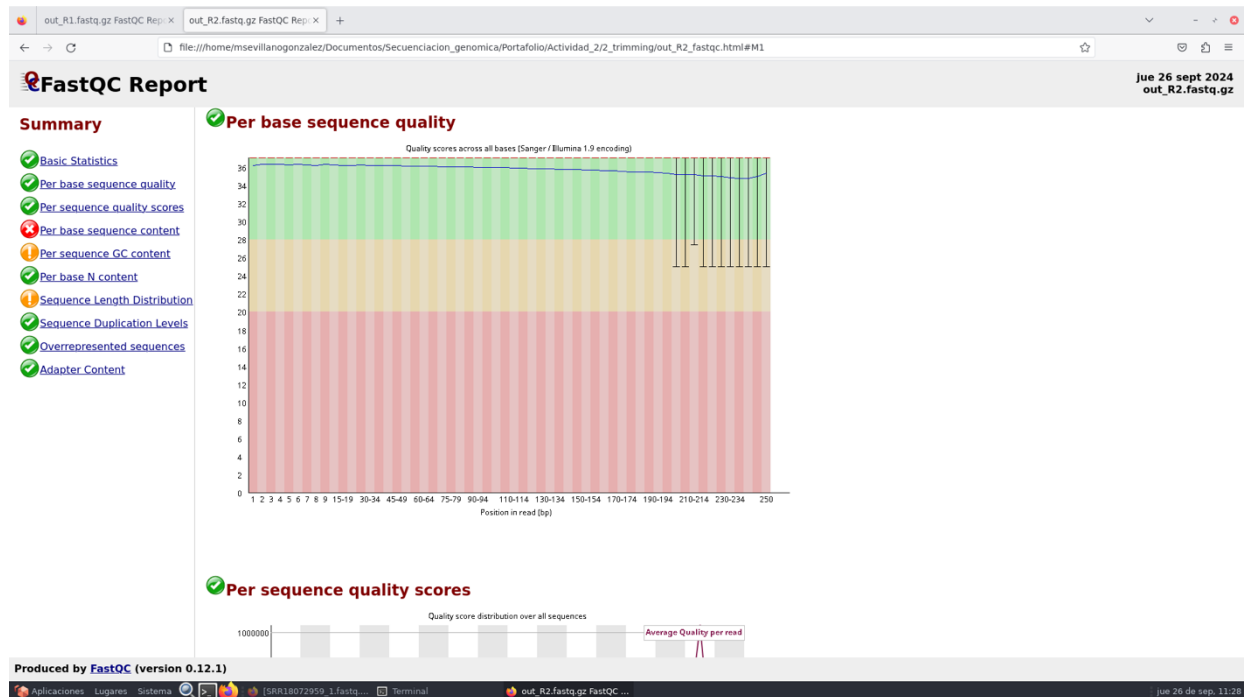 out_R1.fastq.gz FastQC Rep
out_R2.fastq.gz FastQC Rep
file:///home/msevillanogonzalez/Documentos/Secuenciacion_genomica/Portafolio/Actividad_2/2_trimming/out_R2_fastqc.html#M1
FastQC Report
jue 26 sept 2024
out_R2.fastq.gz
Summary
Basic Statistics
Per base sequence quality
Per sequence quality scores
Per base sequence content
Per sequence GC content
Per base N content
Sequence Length Distribution
Sequence Duplication Levels
Overrepresented sequences
Adapter Content
Per base sequence quality
Quality scores across all bases (Sanger / Illumina 1.9 encoding)
36
34
32
30
28
26
24
22
20
18
16
14
12
10
8
6
4
2
0
1 2 3 4 5 6 7 8 9 15-19 30-34 45-49 60-64 75-79 90-94 110-114 130-134 150-154 170-174 190-194 210-214 230-234 250
Position in read (bp)
Per sequence quality scores
Quality score distribution over all sequences
1000000
Average Quality per read
Produced by FastQC (version 0.12.1)
Aplicaciones Lugares Sistema [SRR18072959_1.fastq.... Terminal out_R2.fastq.gz FastQC ... jue 26 de sep, 11:28